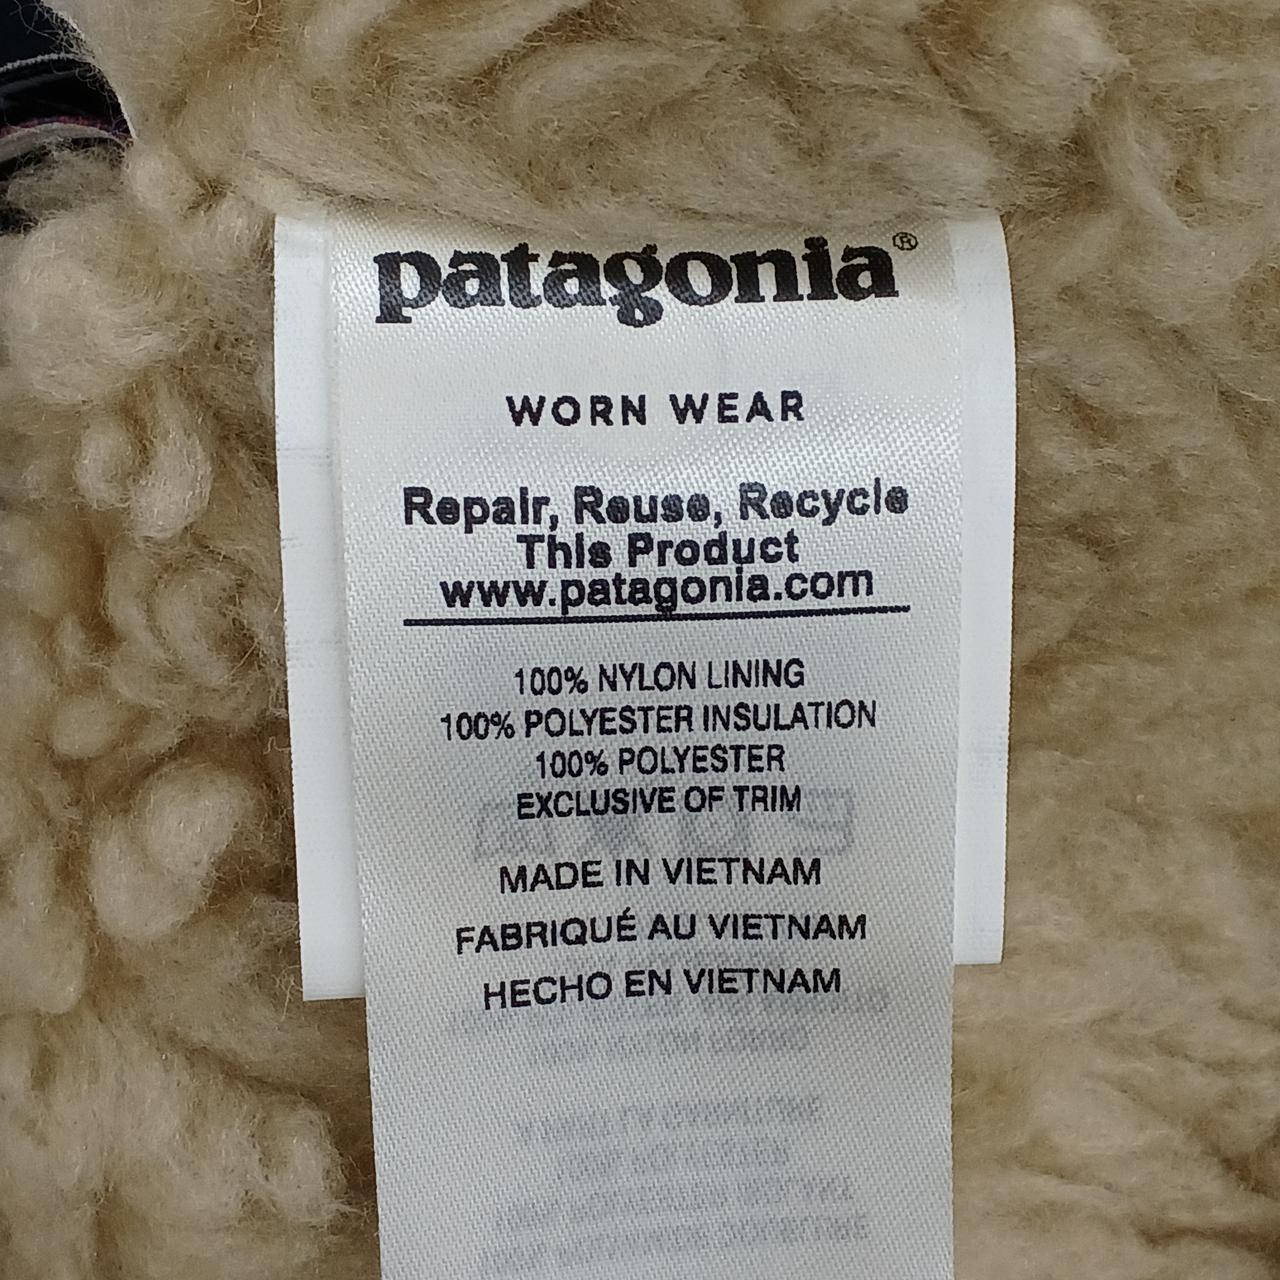 patagonia®
WORN WEAR
Repair, Reuse, Recycle
This Product
www.patagonia.com
100% NYLON LINING
100% POLYESTER INSULATION
100% POLYESTER
EXCLUSIVE OF TRIM
MADE IN VIETNAM
FABRIQUÉ AU VIETNAM
HECHO EN VIETNAM